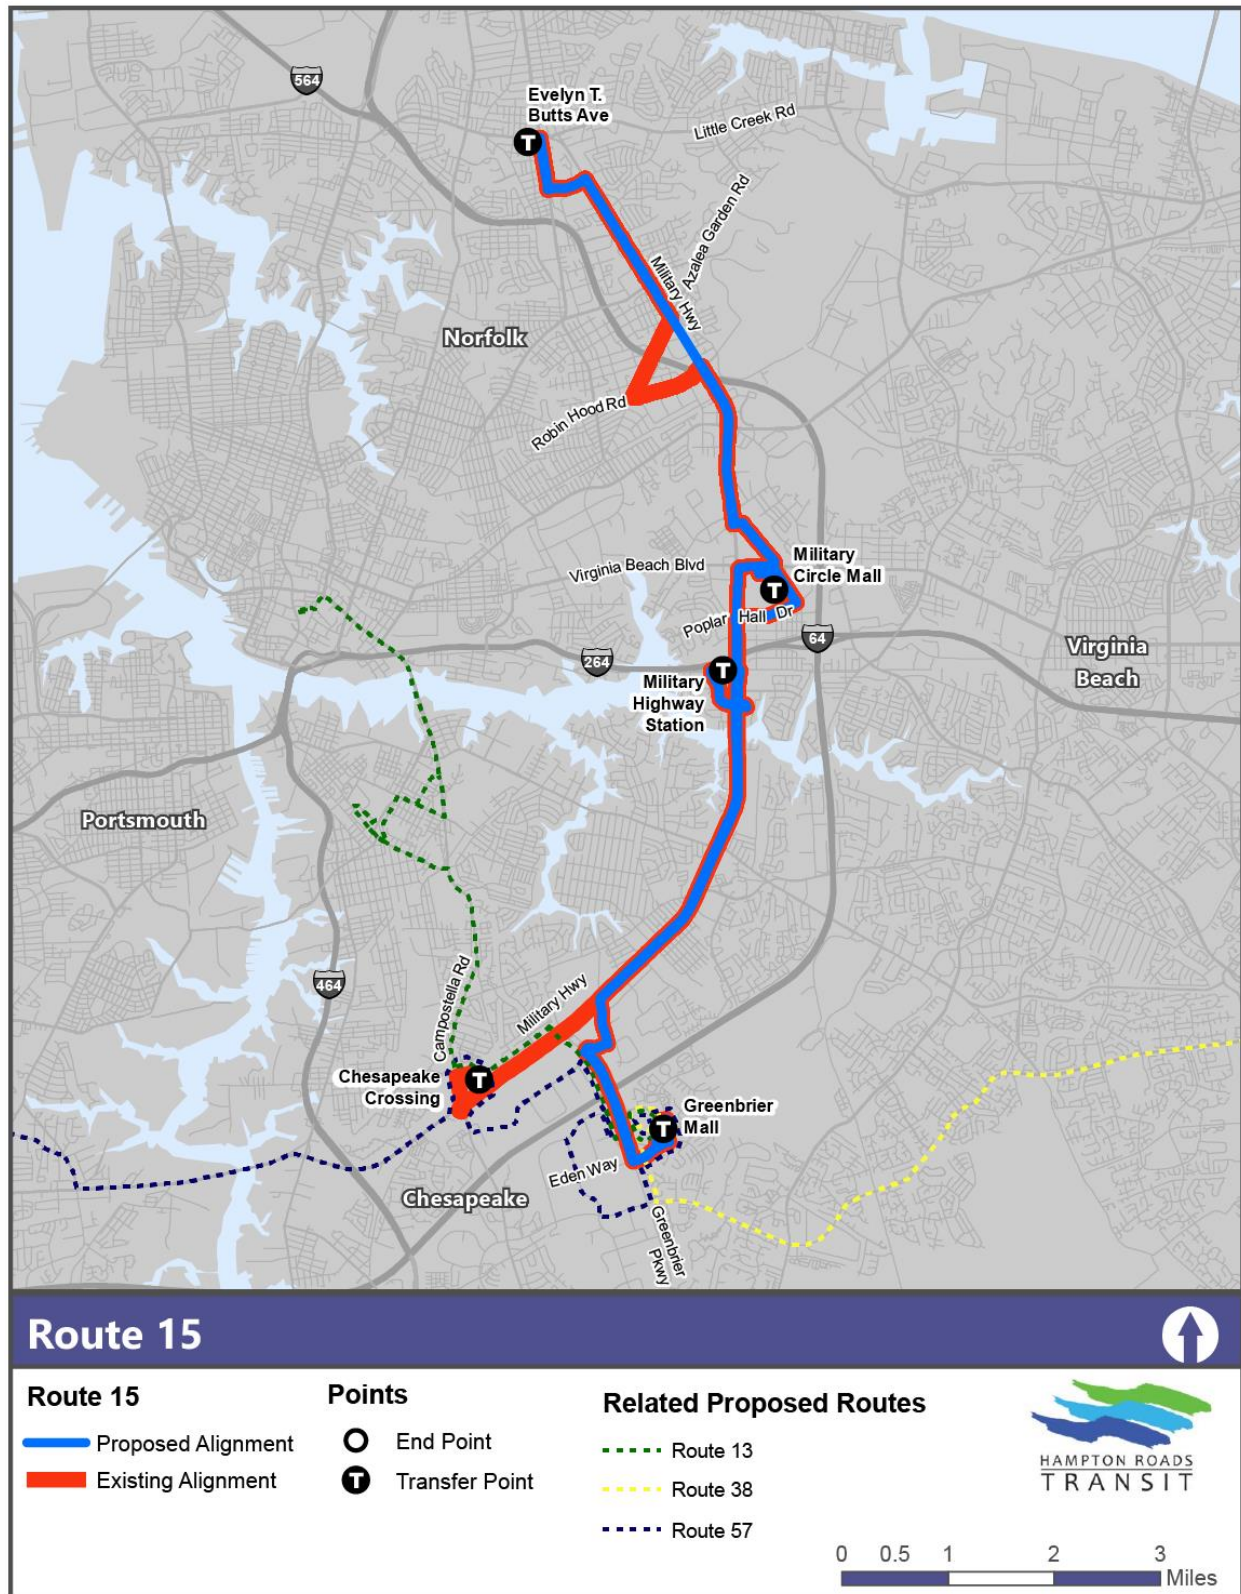 564
Evelyn T.
Butts Ave
T
Little Creek Rd
Azalea Garden Rd
Military Hwy
Norfolk
Robin Hood Rd
Virginia Beach Blvd
Military
Circle Mall
T
Poplar Hall Dr
64
264
Virginia
Beach
T
Military
Highway
Station
Portsmouth
464
Campostella Rd
Military Hwy
Chesapeake
Crossing
T
Greenbrier
Mall
T
Eden Way
Chesapeake
Greenbrier
Pkwy
Route 15
Route 15
Proposed Alignment
Existing Alignment
Points
End Point
T Transfer Point
Related Proposed Routes
Route 13
Route 38
Route 57
HAMPTON ROADS
TRANSIT
0 0.5 1 2 3
Miles